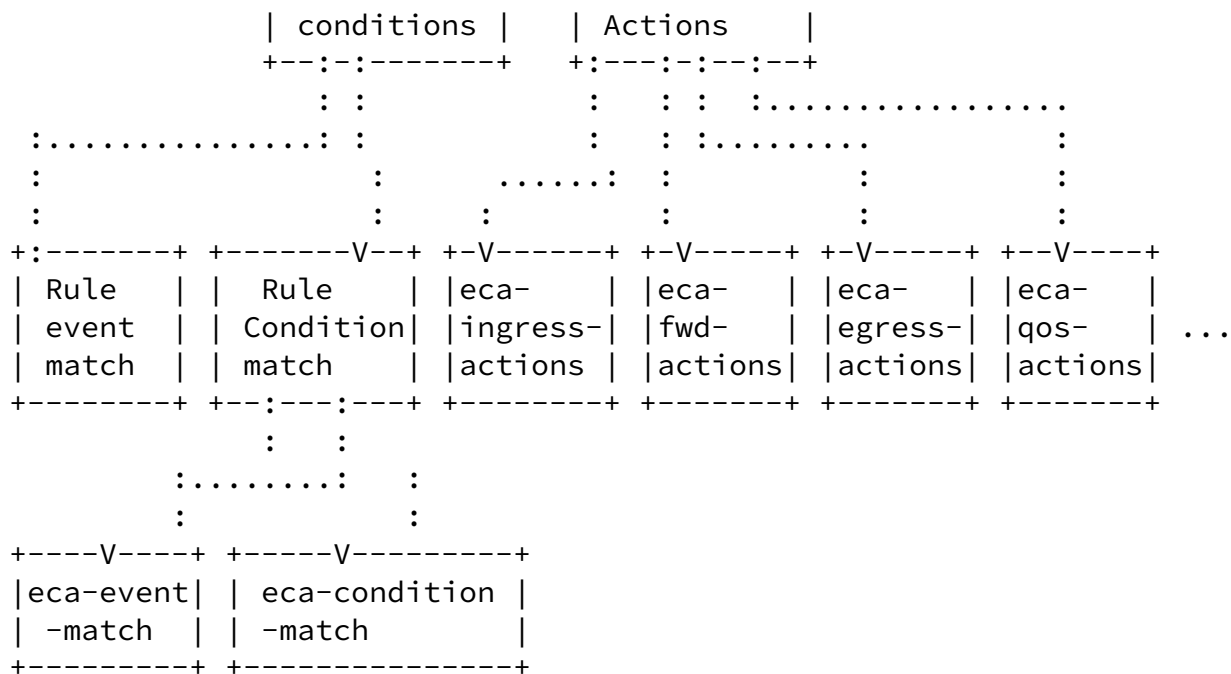 | conditions | | Actions |
+--:-:-------+ +:---:-:--:--+
: : : : : :.................
:...............: : : : :......... :
: : ......: : : :
: : : : : :
+:-------+ +-------V--+ +-V------+ +-V-----+ +-V-----+ +--V----+
| Rule | | Rule | |eca- | |eca- | |eca- | |eca- |
| event | | Condition| |ingress-| |fwd- | |egress-| |qos- | ...
| match | | match | |actions | |actions| |actions| |actions|
+--------+ +--:---:---+ +--------+ +-------+ +-------+ +-------+
: :
:........: :
: :
+----V----+ +-----V---------+
|eca-event| | eca-condition |
| -match | | -match |
+---------+ +---------------+